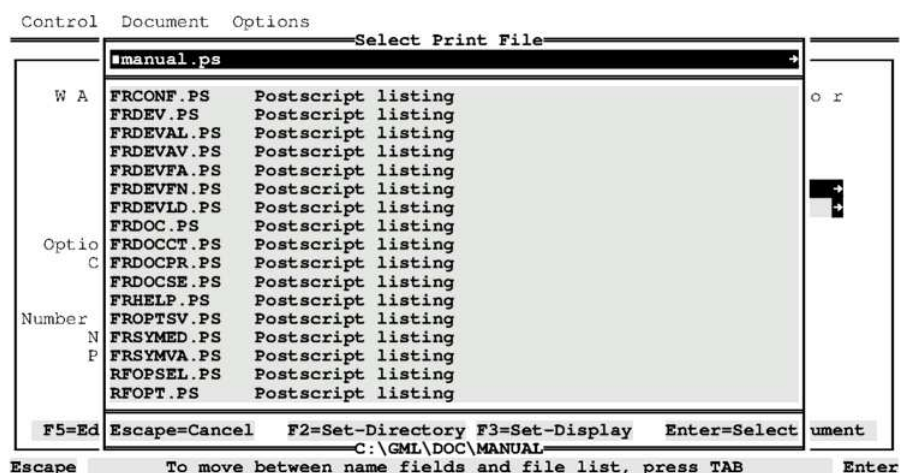 Control Document Options
Select Print File
manual.ps
W A
o r
FRCONF.PS Postscript listing
FRDEV.PS Postscript listing
FRDEVAL.PS Postscript listing
FRDEVAV.PS Postscript listing
FRDEVFA.PS Postscript listing
FRDEVFN.PS Postscript listing
FRDEVLD.PS Postscript listing
FRDOC.PS Postscript listing
Optio FRDOCCT.PS Postscript listing
C FRDOCPR.PS Postscript listing
FRDOCSE.PS Postscript listing
FRHELP.PS Postscript listing
Number FROPTSV.PS Postscript listing
N FRSYMED.PS Postscript listing
P FRSYMVA.PS Postscript listing
RFOPSEL.PS Postscript listing
RFOPT.PS Postscript listing
F5=Ed Escape=Cancel F2=Set-Directory F3=Set-Display Enter=Select ument
C:\GML\DOC\MANUAL
Escape To move between name fields and file list, press TAB Enter